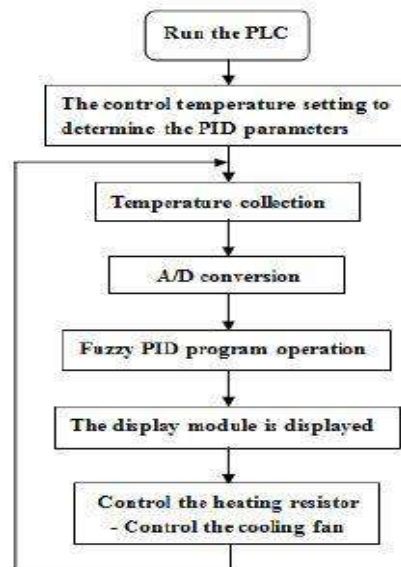 Run the PLC
The control temperature setting to
determine the PID parameters
Temperature collection
A/D conversion
Fuzzy PID program operation
The display module is displayed
Control the heating resistor
- Control the cooling fan